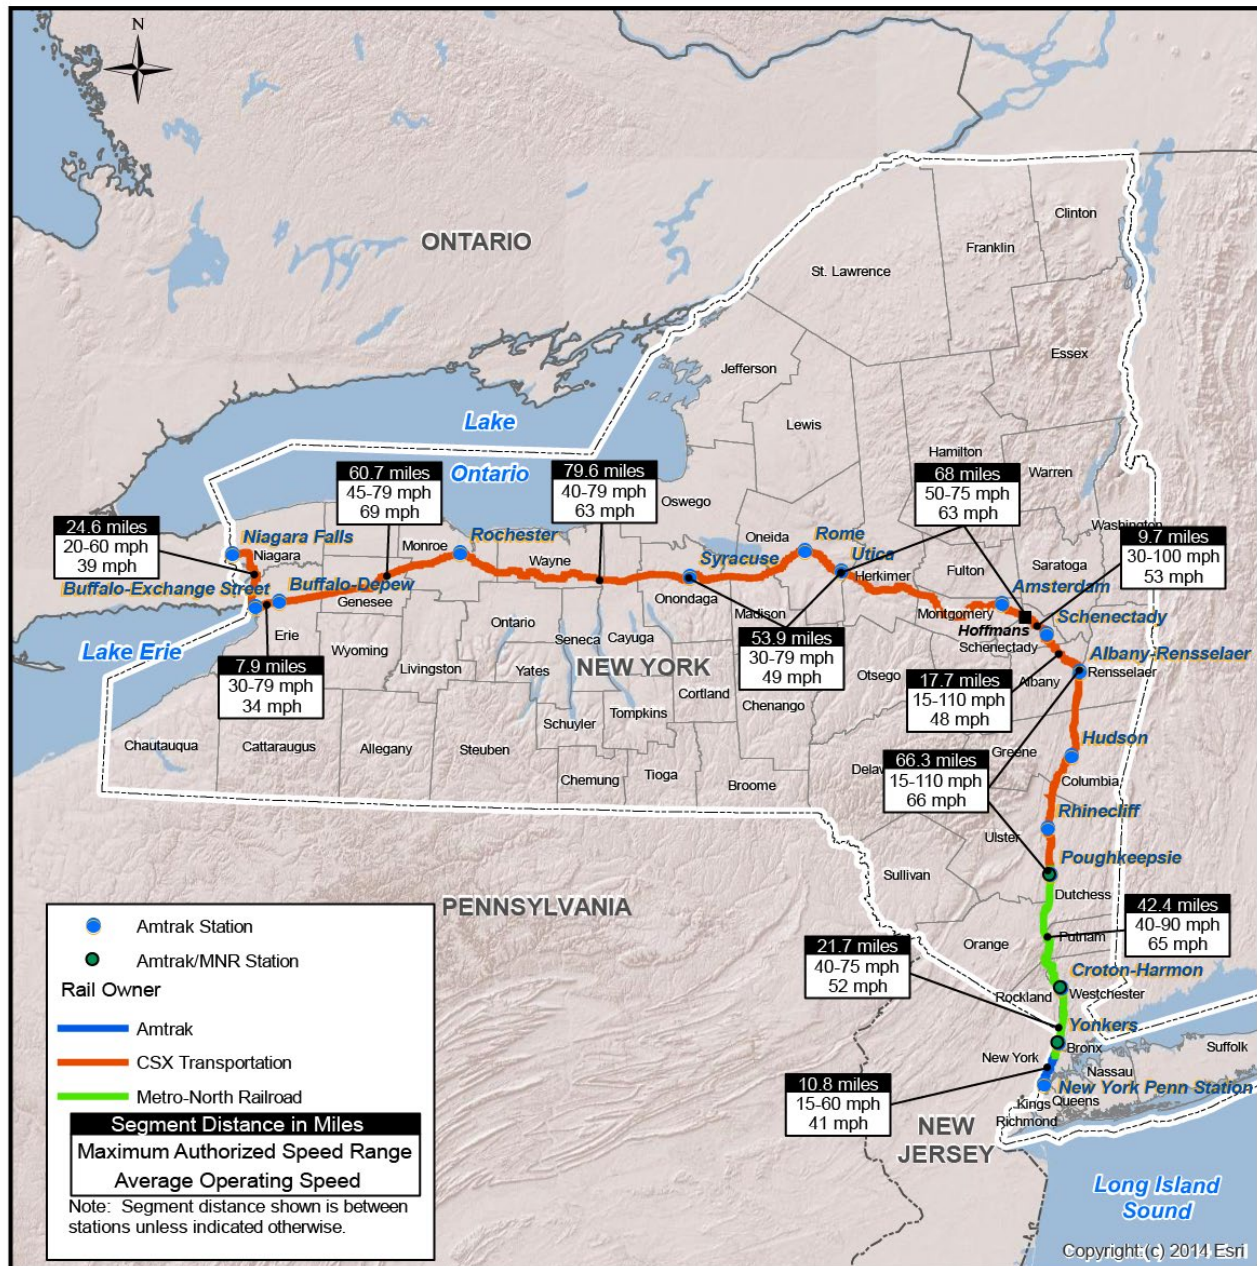 N
ONTARIO
Clinton
Franklin
St. Lawrence
Essex
Jefferson
Lewis
Lake
Ontario
Hamilton
Warren
60.7 miles
45-79 mph
69 mph
79.6 miles
40-79 mph
63 mph
68 miles
50-75 mph
63 mph
Oswego
24.6 miles
20-60 mph
39 mph
Washington
9.7 miles
30-100 mph
53 mph
Niagara Falls
Niagara
Monroe
Rochester
Wayne
Oneida
Rome
Utica
Herkimer
Fulton
Saratoga
Syracuse
Buffalo-Exchange Street
Buffalo-Depew
Genesee
Onondaga
Madison
Montgomery
Amsterdam
Hoffmans
Schenectady
Schenectady
Erie
Lake Erie
Wyoming
Ontario
Seneca
Cayuga
Livingston
Yates
NEW YORK
Otsego
Albany
Albany-Rensselaer
Rensselaer
7.9 miles
30-79 mph
34 mph
53.9 miles
30-79 mph
49 mph
17.7 miles
15-110 mph
48 mph
Cortland
Chenango
Tompkins
Schuyler
Chautauqua
Cattaraugus
Allegany
Steuben
Chemung
Tioga
Broome
Greene
Hudson
Columbia
66.3 miles
15-110 mph
66 mph
Rhinecliff
Ulster
Poughkeepsie
Sullivan
Dutchess
PENNSYLVANIA
42.4 miles
40-90 mph
65 mph
Putnam
Orange
21.7 miles
40-75 mph
52 mph
Croton-Harmon
Rockland
Westchester
Yonkers
Bronx
New York
Suffolk
Nassau
New York Penn Station
Kings
Queens
Richmond
10.8 miles
15-60 mph
41 mph
NEW
JERSEY
Long Island
Sound
Amtrak Station
Amtrak/MNR Station
Rail Owner
Amtrak
CSX Transportation
Metro-North Railroad
Segment Distance in Miles
Maximum Authorized Speed Range
Average Operating Speed
Note: Segment distance shown is between
stations unless indicated otherwise.
Copyright:(c) 2014 Esri